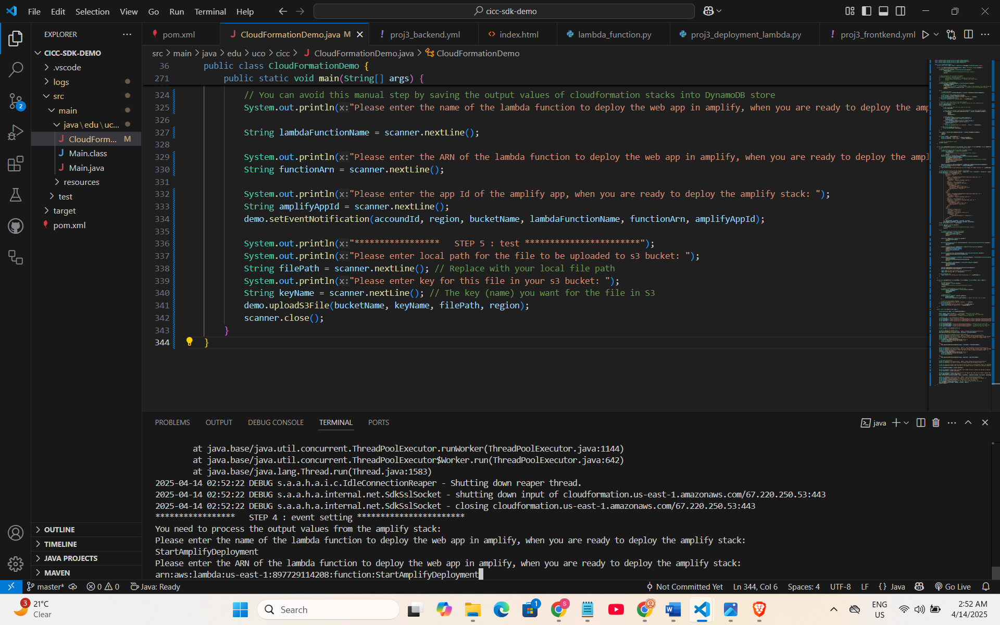 File Edit Selection View Go Run Terminal Help
cicc-sdk-demo
EXPLORER
CICC-SDK-DEMO
.vscode
logs
src
main
java\edu\uc...
CloudForm... M
Main.class
Main.java
resources
test
target
pom.xml
OUTLINE
TIMELINE
JAVA PROJECTS
MAVEN
2
pom.xml CloudFormationDemo.java M proj3_backend.yml index.html lambda_function.py proj3_deployment_lambda.py proj3_frontkend.yml
src > main > java > edu > uco > cicc > CloudFormationDemo.java > CloudFormationDemo
36 public class CloudFormationDemo {
271 public static void main(String[] args) {
324 // You can avoid this manual step by saving the output values of cloudformation stacks into DynamoDB store
325 System.out.println(x:"Please enter the name of the lambda function to deploy the web app in amplify, when you are ready to deploy the am
326
327 String lambdaFunctionName = scanner.nextLine();
328
329 System.out.println(x:"Please enter the ARN of the lambda function to deploy the web app in amplify, when you are ready to deploy the ampl
330 String functionArn = scanner.nextLine();
331
332 System.out.println(x:"Please enter the app Id of the amplify app, when you are ready to deploy the amplify stack: ");
333 String amplifyAppId = scanner.nextLine();
334 demo.setEventNotification(accoundId, region, bucketName, lambdaFunctionName, functionArn, amplifyAppId);
335
336 System.out.println(x:"*****************   STEP 5 : test ***********************");
337 System.out.println(x:"Please enter local path for the file to be uploaded to s3 bucket: ");
338 String filePath = scanner.nextLine(); // Replace with your local file path
339 System.out.println(x:"Please enter key for this file in your s3 bucket: ");
340 String keyName = scanner.nextLine(); // The key (name) you want for the file in S3
341 demo.uploadS3File(bucketName, keyName, filePath, region);
342 scanner.close();
343 }
344 }
PROBLEMS OUTPUT DEBUG CONSOLE TERMINAL PORTS
java
at java.base/java.util.concurrent.ThreadPoolExecutor.runWorker(ThreadPoolExecutor.java:1144)
at java.base/java.util.concurrent.ThreadPoolExecutor$Worker.run(ThreadPoolExecutor.java:642)
at java.base/java.lang.Thread.run(Thread.java:1583)
2025-04-14 02:52:22 DEBUG s.a.a.h.a.i.c.IdleConnectionReaper - Shutting down reaper thread.
2025-04-14 02:52:22 DEBUG s.a.a.h.a.internal.net.SdkSslSocket - shutting down input of cloudformation.us-east-1.amazonaws.com/67.220.250.53:443
2025-04-14 02:52:22 DEBUG s.a.a.h.a.internal.net.SdkSslSocket - closing cloudformation.us-east-1.amazonaws.com/67.220.250.53:443
*****************   STEP 4 : event setting ***********************
You need to process the output values from the amplify stack:
Please enter the name of the lambda function to deploy the web app in amplify, when you are ready to deploy the amplify stack:
StartAmplifyDeployment
Please enter the ARN of the lambda function to deploy the web app in amplify, when you are ready to deploy the amplify stack:
arn:aws:lambda:us-east-1:897729114208:function:StartAmplifyDeployment
master* 0 0 Java: Ready Not Committed Yet Ln 344, Col 6 Spaces: 4 UTF-8 LF {} Java Go Live
3 21°C
Clear
Search
1
S
ENG
US
2:52 AM
4/14/2025